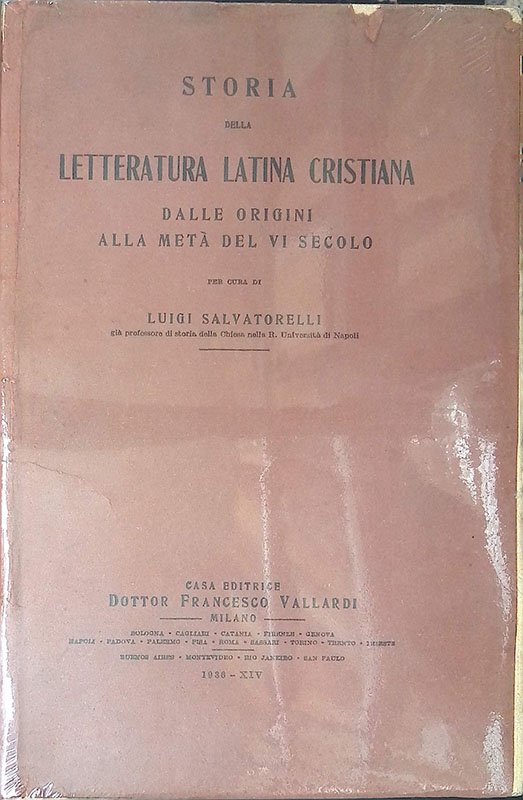 STORIA
DELLA
LETTERATURA LATINA CRISTIANA
DALLE ORIGINI
ALLA METÀ DEL VI SECOLO
PER CURA DI
LUIGI SALVATORELLI
già professore di storia della Chiesa nella R. Università di Napoli
CASA EDITRICE
DOTTOR FRANCESCO VALLARDI
MILANO
BOLOGNA • CAGLIARI • CATANIA • FIRENZE • GENOVA
NAPOLI • PADOVA • PALERMO • PISA • ROMA • SASSARI • TORINO • TRENTO • TRIESTE
BUENOS AIRES • MONTEVIDEO • RIO JANEIRO • SAN PAULO
1936 - XIV